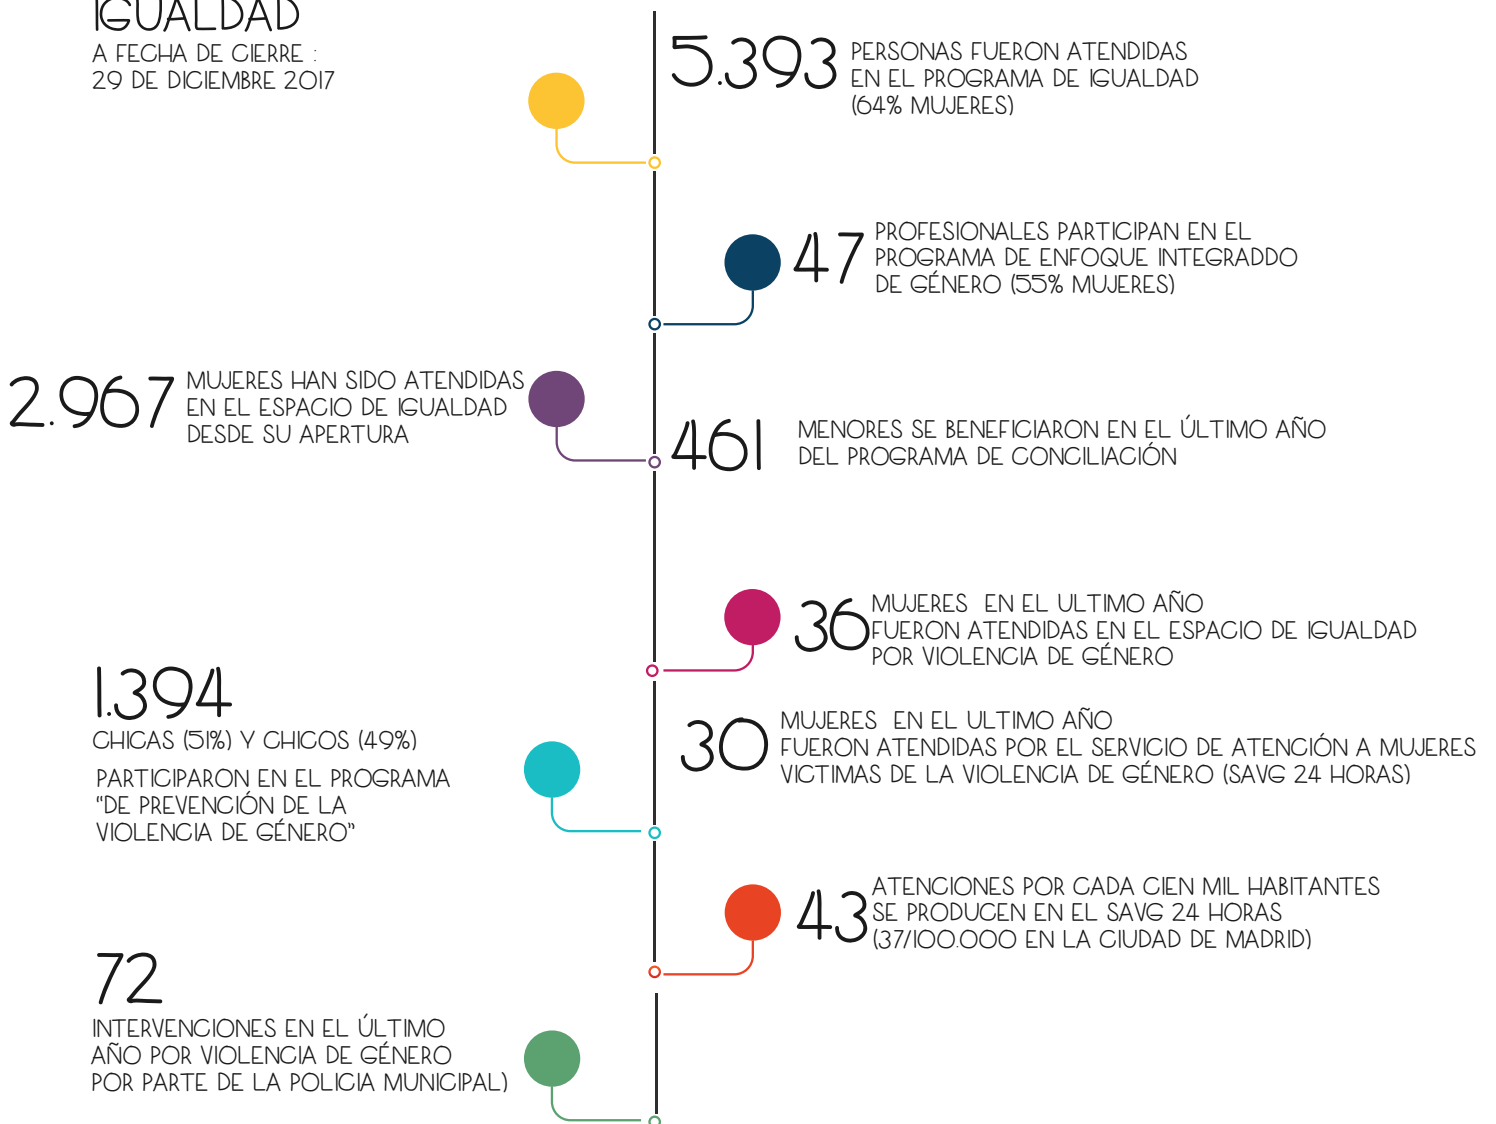 IGUALDAD
A FECHA DE CIERRE :
29 DE DICIEMBRE 2017
5.393
PERSONAS FUERON ATENDIDAS
EN EL PROGRAMA DE IGUALDAD
(64% MUJERES)
47
PROFESIONALES PARTICIPAN EN EL
PROGRAMA DE ENFOQUE INTEGRADDO
DE GÉNERO (55% MUJERES)
2.967
MUJERES HAN SIDO ATENDIDAS
EN EL ESPACIO DE IGUALDAD
DESDE SU APERTURA
461
MENORES SE BENEFICIARON EN EL ÚLTIMO AÑO
DEL PROGRAMA DE CONCILIACIÓN
36
MUJERES EN EL ULTIMO AÑO
FUERON ATENDIDAS EN EL ESPACIO DE IGUALDAD
POR VIOLENCIA DE GÉNERO
1.394
CHICAS (51%) Y CHICOS (49%)
PARTICIPARON EN EL PROGRAMA
“DE PREVENCIÓN DE LA
VIOLENCIA DE GÉNERO”
30
MUJERES EN EL ULTIMO AÑO
FUERON ATENDIDAS POR EL SERVICIO DE ATENCIÓN A MUJERES
VICTIMAS DE LA VIOLENCIA DE GÉNERO (SAVG 24 HORAS)
43
ATENCIONES POR CADA CIEN MIL HABITANTES
SE PRODUCEN EN EL SAVG 24 HORAS
(37/100.000 EN LA CIUDAD DE MADRID)
72
INTERVENCIONES EN EL ÚLTIMO
AÑO POR VIOLENCIA DE GÉNERO
POR PARTE DE LA POLICIA MUNICIPAL)